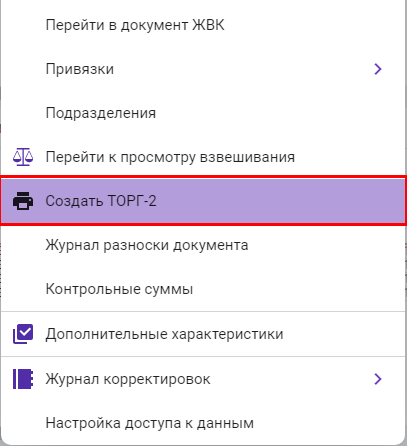 Перейти в документ ЖВК
Привязки
Подразделения
Перейти к просмотру взвешивания
Создать ТОРГ-2
Журнал разноски документа
Контрольные суммы
Дополнительные характеристики
Журнал корректировок
Настройка доступа к данным